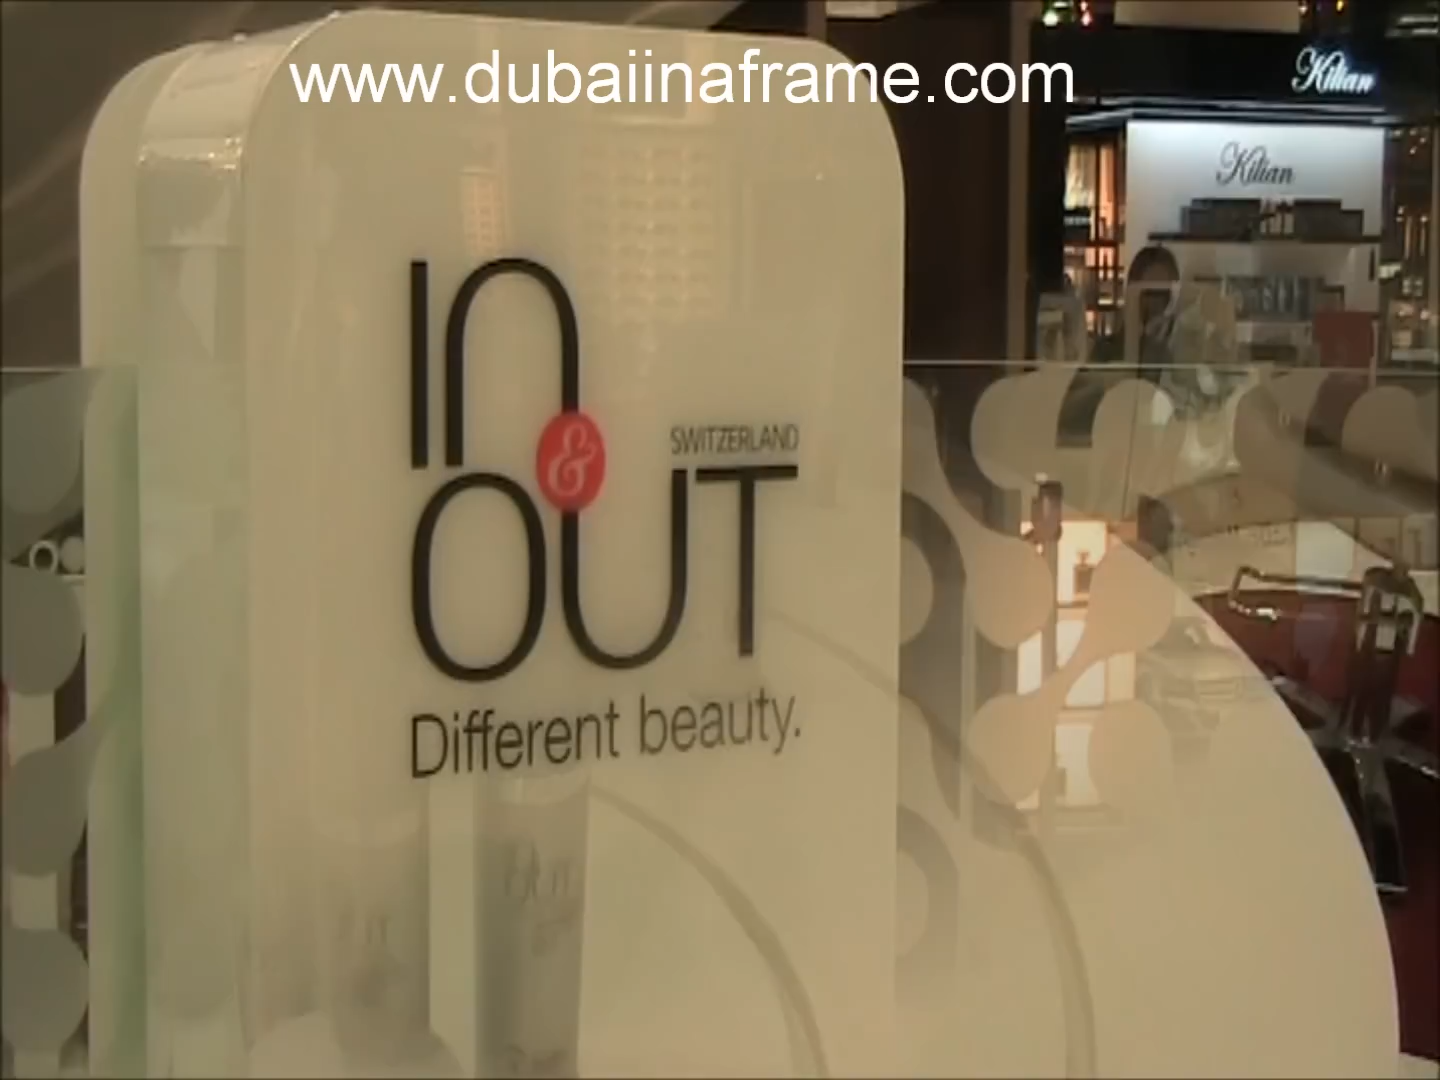 www.dubaiinaframe.com
Kilian
Kilian
IN
&
SWITZERLAND
OUT
Different beauty.